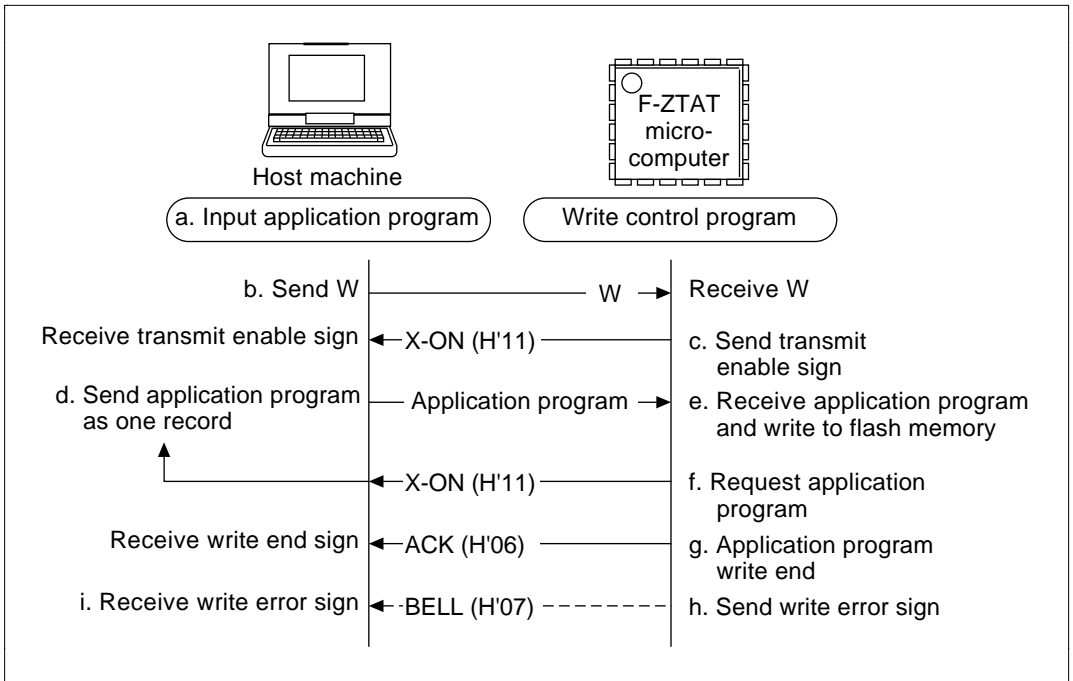 F-ZTAT
micro-
computer
Host machine
a. Input application program
Write control program
b. Send W
W
Receive W
Receive transmit enable sign
X-ON (H'11)
c. Send transmit
enable sign
d. Send application program
as one record
Application program
e. Receive application program
and write to flash memory
X-ON (H'11)
f. Request application
program
Receive write end sign
ACK (H'06)
g. Application program
write end
i. Receive write error sign
BELL (H'07)
h. Send write error sign